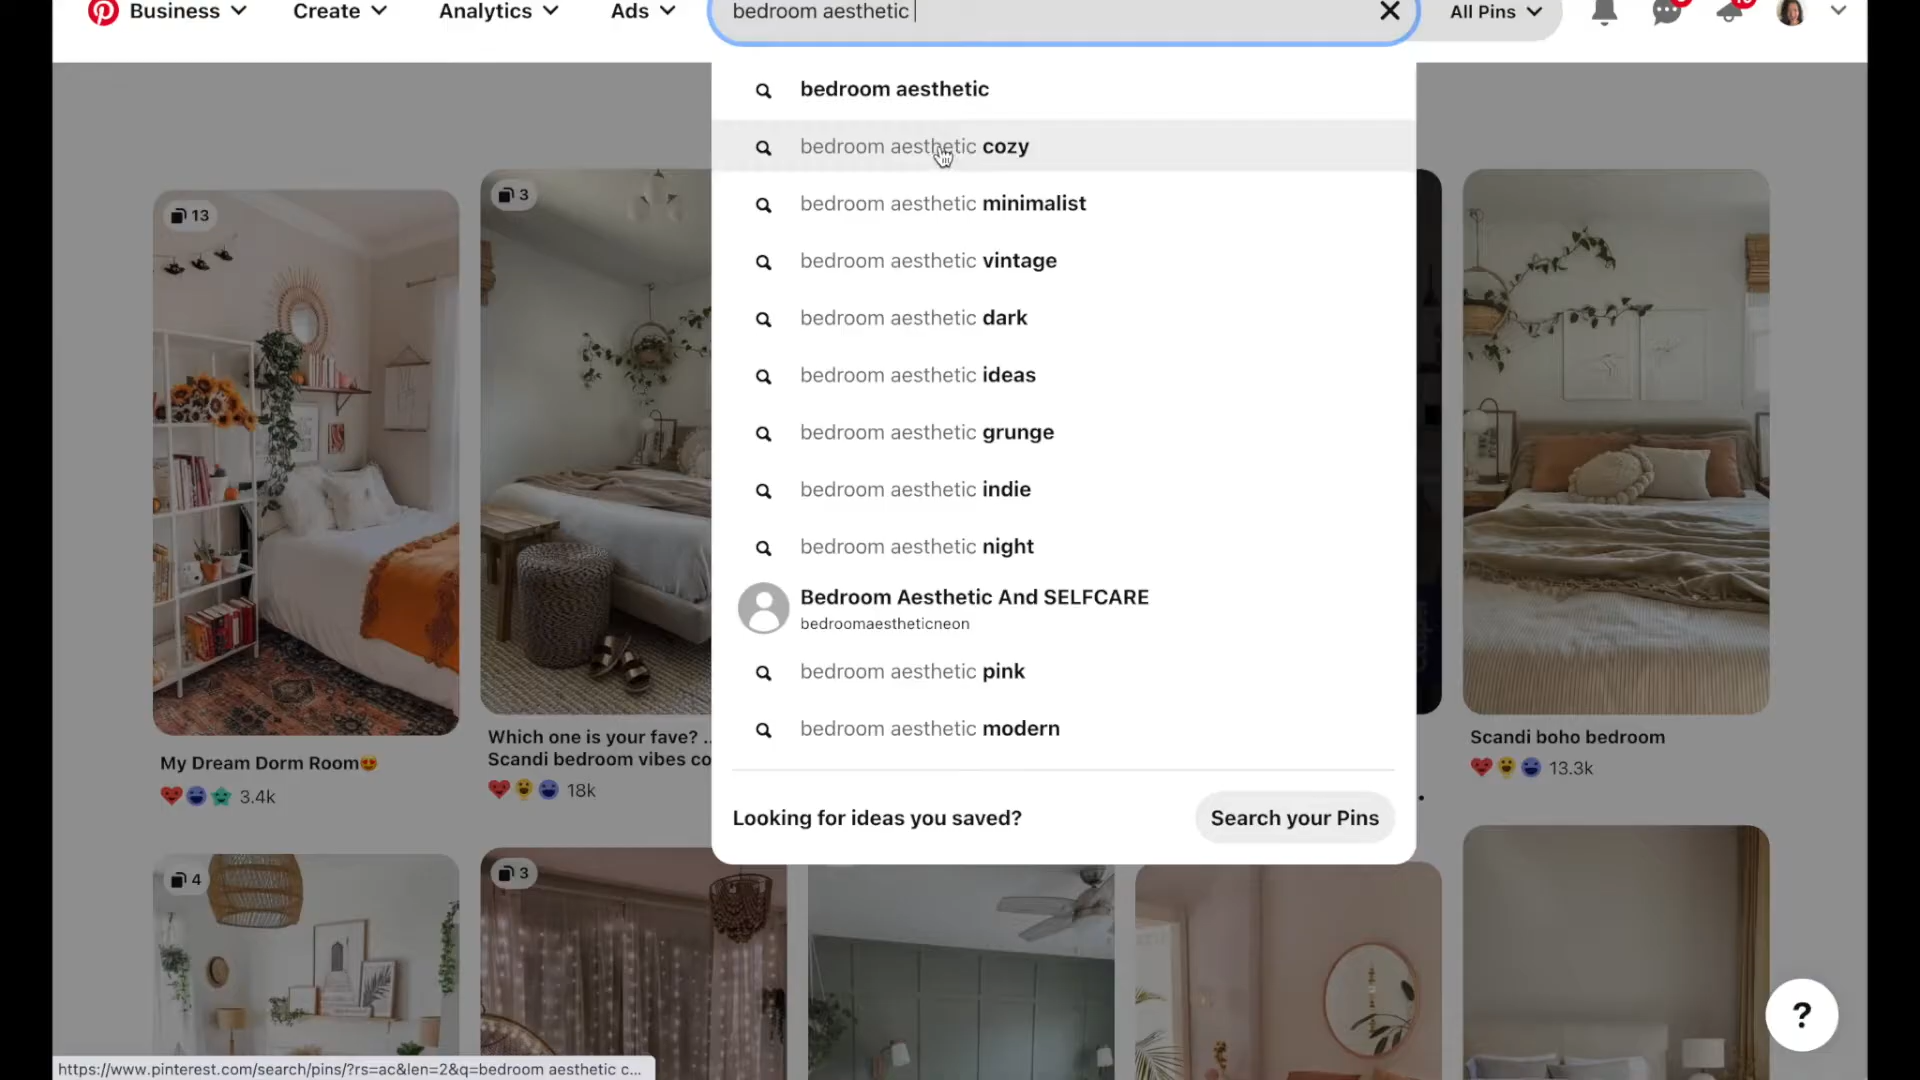 Business
Create
Analytics
Ads
bedroom aesthetic
All Pins
bedroom aesthetic
bedroom aesthetic cozy
bedroom aesthetic minimalist
bedroom aesthetic vintage
bedroom aesthetic dark
bedroom aesthetic ideas
bedroom aesthetic grunge
bedroom aesthetic indie
bedroom aesthetic night
Bedroom Aesthetic And SELFCARE
bedroomaestheticneon
bedroom aesthetic pink
bedroom aesthetic modern
Looking for ideas you saved?
Search your Pins
13
3
My Dream Dorm Room😍
3.4k
Which one is your fave? ..
Scandi bedroom vibes co
18k
Scandi boho bedroom
13.3k
4
3
?
https://www.pinterest.com/search/pins/?rs=ac&len=2&q=bedroom aesthetic c...